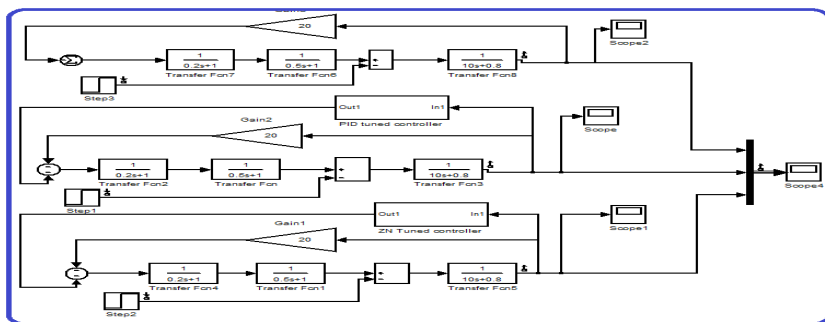 20
Scope2
1
0.2s+1
Transfer Fcn7
1
0.5s+1
Transfer Fcn6
1
10s+0.8
Transfer Fcn8
Step3
Out1
In1
PID tuned controller
Scope
Gain2
20
1
0.2s+1
Transfer Fcn2
1
0.5s+1
Transfer Fcn
1
10s+0.8
Transfer Fcn3
Scope4
Step1
Out1
In1
ZN Tuned controller
Scope1
Gain1
20
1
0.2s+1
Transfer Fcn4
1
0.5s+1
Transfer Fcn1
1
10s+0.8
Transfer Fcn5
Step2